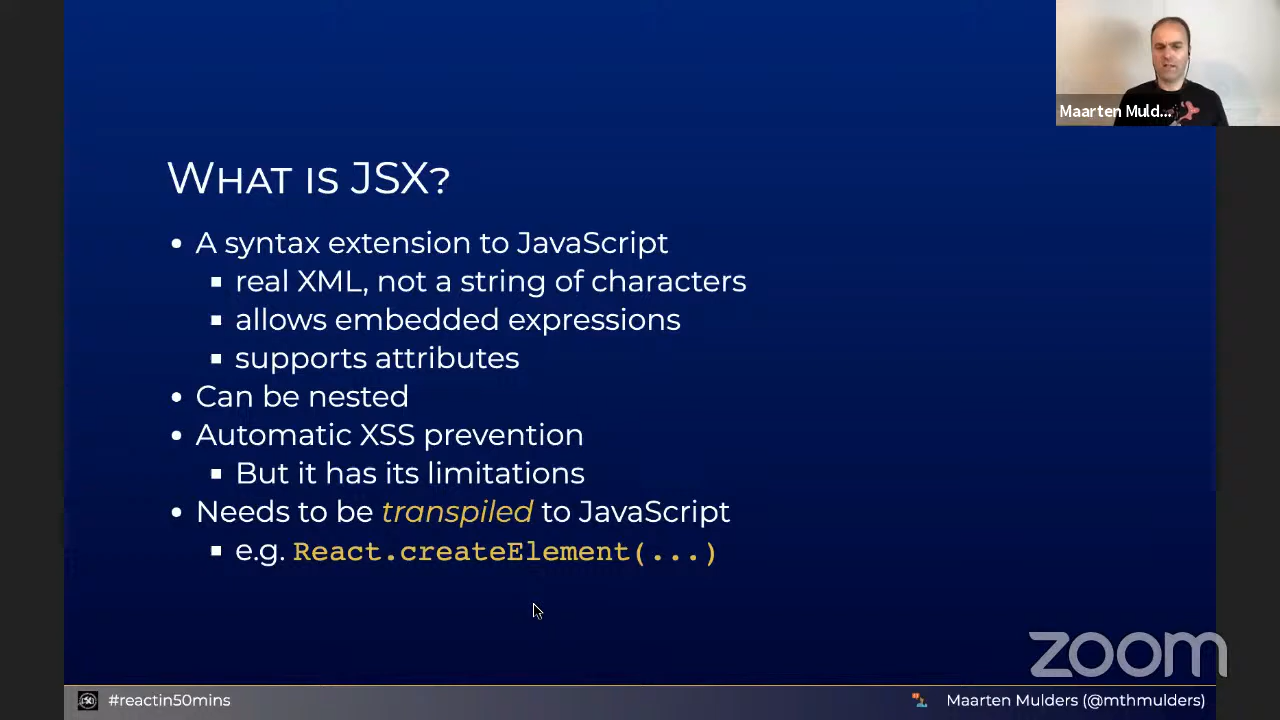 Maarten Muld...
WHAT IS JSX?
• A syntax extension to JavaScript
▪ real XML, not a string of characters
▪ allows embedded expressions
▪ supports attributes
• Can be nested
• Automatic XSS prevention
▪ But it has its limitations
• Needs to be transpiled to JavaScript
▪ e.g. React.createElement(...)
zoom
#reactin50mins
Maarten Mulders (@mthmulders)